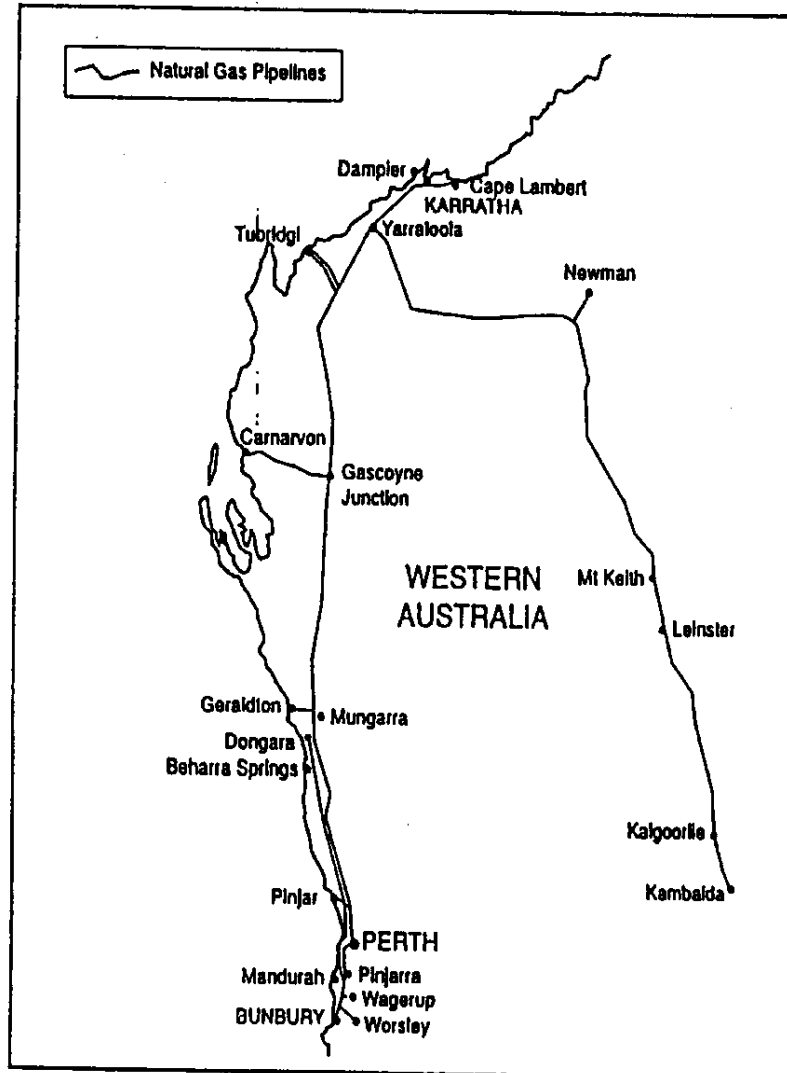 Natural Gas Pipelines
Dampier
Cape Lambert
KARRATHA
Yarraloola
Tubridgi
Newman
Carnarvon
Gascoyne
Junction
WESTERN
AUSTRALIA
Mt Keith
Leinster
Geraldton
Mungarra
Dongara
Beharra Springs
Kalgoorlie
Kambalda
Pinjar
PERTH
Mandurah
Pinjarra
Wagerup
BUNBURY
Worsley